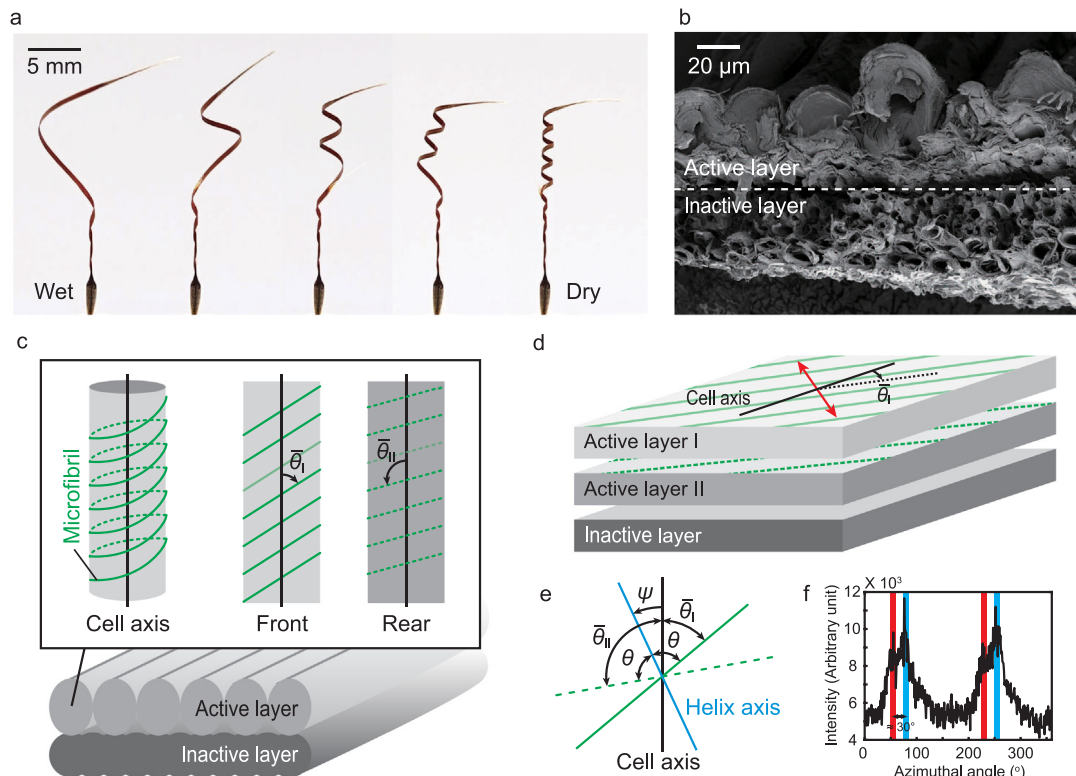 a
5 mm
Wet
Dry
b
20 μm
Active layer
Inactive layer
c
Microfibril
Cell axis
θ̄I
Front
θ̄II
Rear
Active layer
Inactive layer
d
Cell axis
θ̄I
Active layer I
Active layer II
Inactive layer
e
ψ
θ̄I
θ̄II
θ
θ
Helix axis
Cell axis
f
X 10³
Intensity (Arbitrary unit)
12
10
8
6
4
≈ 30°
0
100
200
300
Azimuthal angle (°)